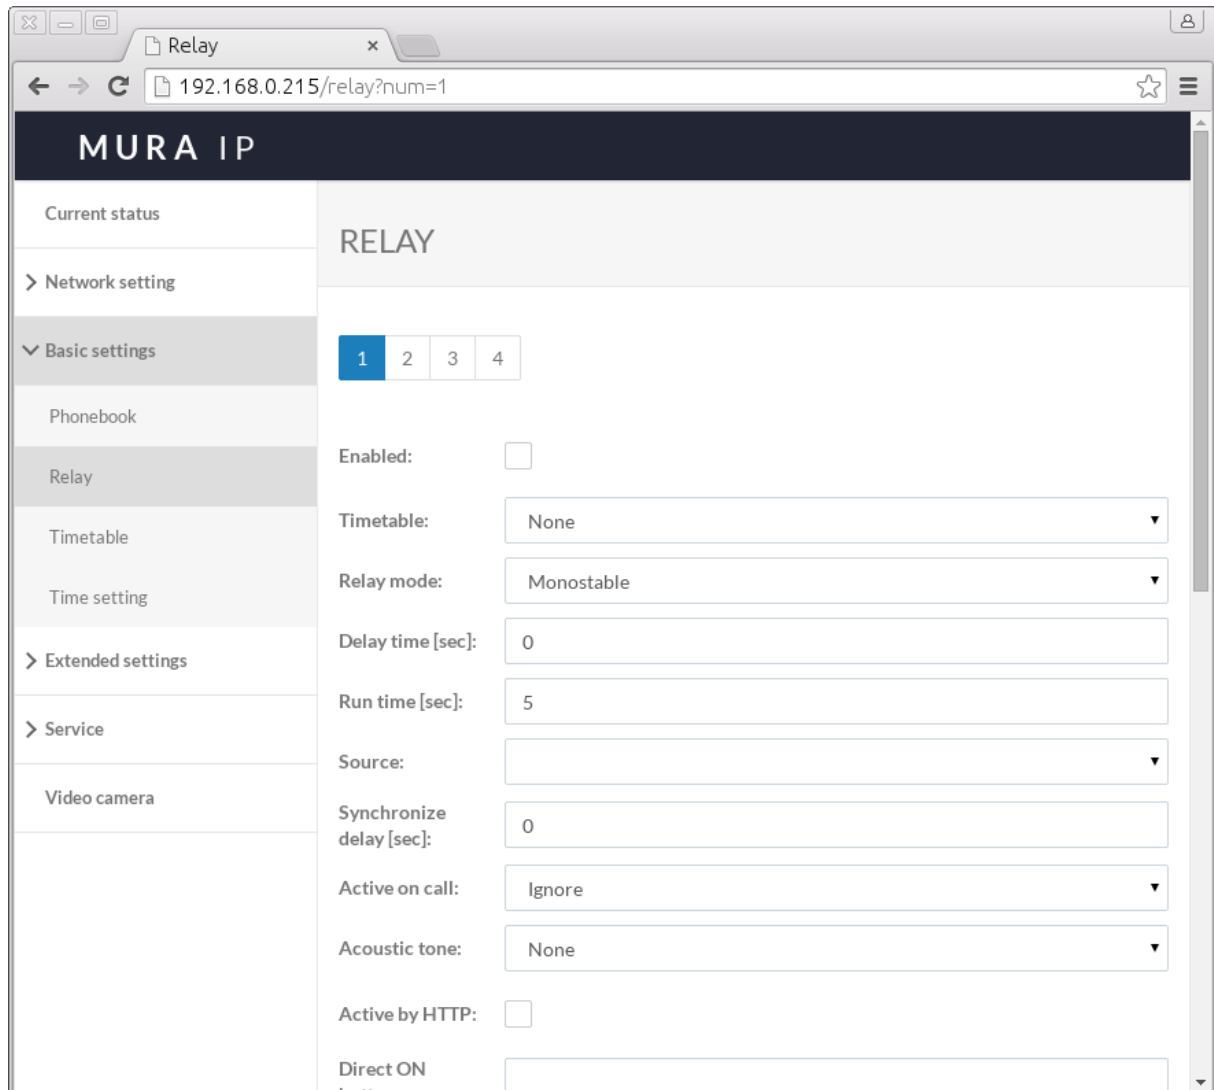 Relay
192.168.0.215/relay?num=1
MURA IP
Current status
Network setting
Basic settings
Phonebook
Relay
Timetable
Time setting
Extended settings
Service
Video camera
RELAY
1 2 3 4
Enabled:
Timetable: None
Relay mode: Monostable
Delay time [sec]: 0
Run time [sec]: 5
Source:
Synchronize
delay [sec]: 0
Active on call: Ignore
Acoustic tone: None
Active by HTTP:
Direct ON